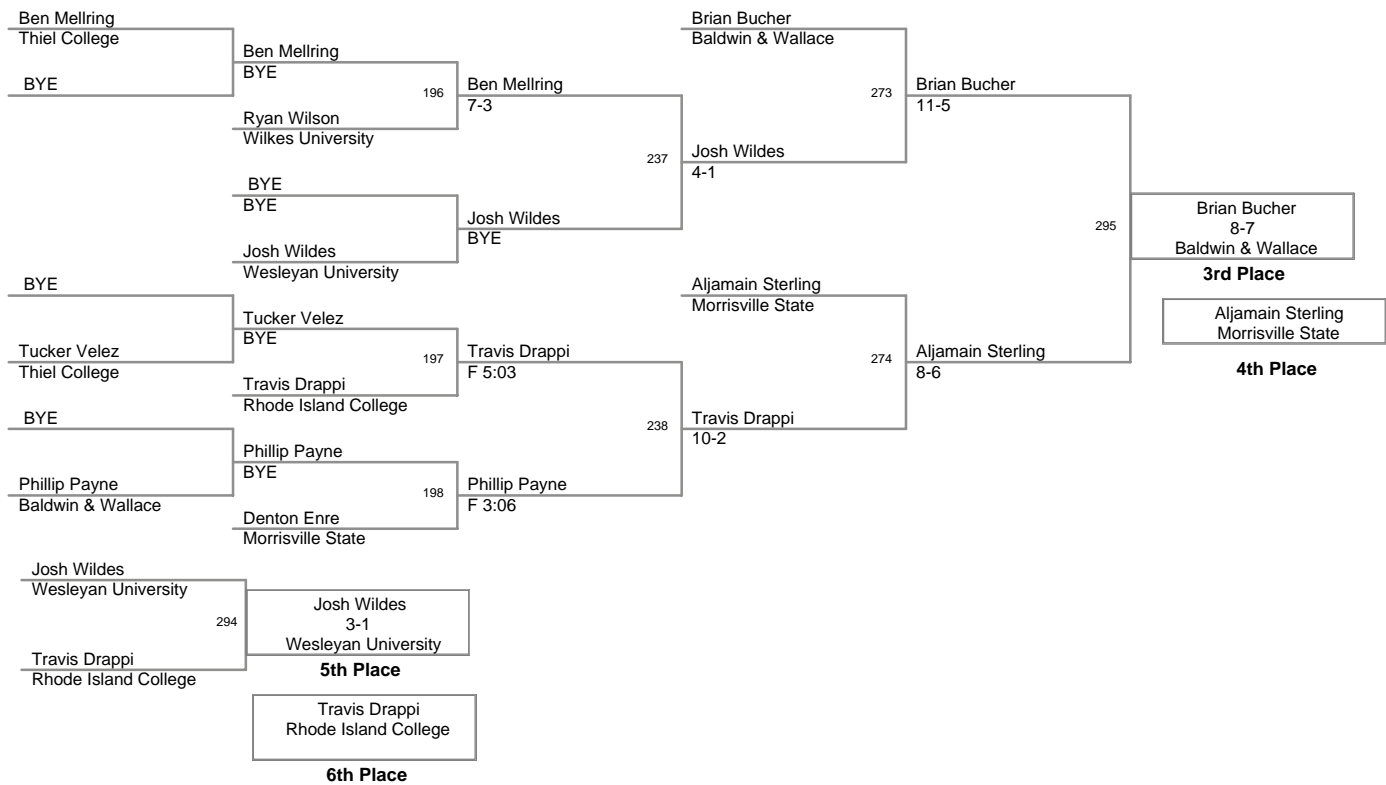 Ben Mellring
Thiel College
BYE
Ben Mellring
BYE
196
Ryan Wilson
Wilkes University
Ben Mellring
7-3
BYE
BYE
Josh Wildes
Wesleyan University
Josh Wildes
BYE
237
Josh Wildes
4-1
Brian Bucher
Baldwin & Wallace
273
Brian Bucher
11-5
BYE
Tucker Velez
Thiel College
Tucker Velez
BYE
197
Travis Drappi
Rhode Island College
Travis Drappi
F 5:03
BYE
Phillip Payne
Baldwin & Wallace
Phillip Payne
BYE
198
Denton Enre
Morrisville State
Phillip Payne
F 3:06
238
Travis Drappi
10-2
Aljamain Sterling
Morrisville State
274
Aljamain Sterling
8-6
295
Brian Bucher
8-7
Baldwin & Wallace
3rd Place
Aljamain Sterling
Morrisville State
4th Place
Josh Wildes
Wesleyan University
294
Travis Drappi
Rhode Island College
Josh Wildes
3-1
Wesleyan University
5th Place
Travis Drappi
Rhode Island College
6th Place